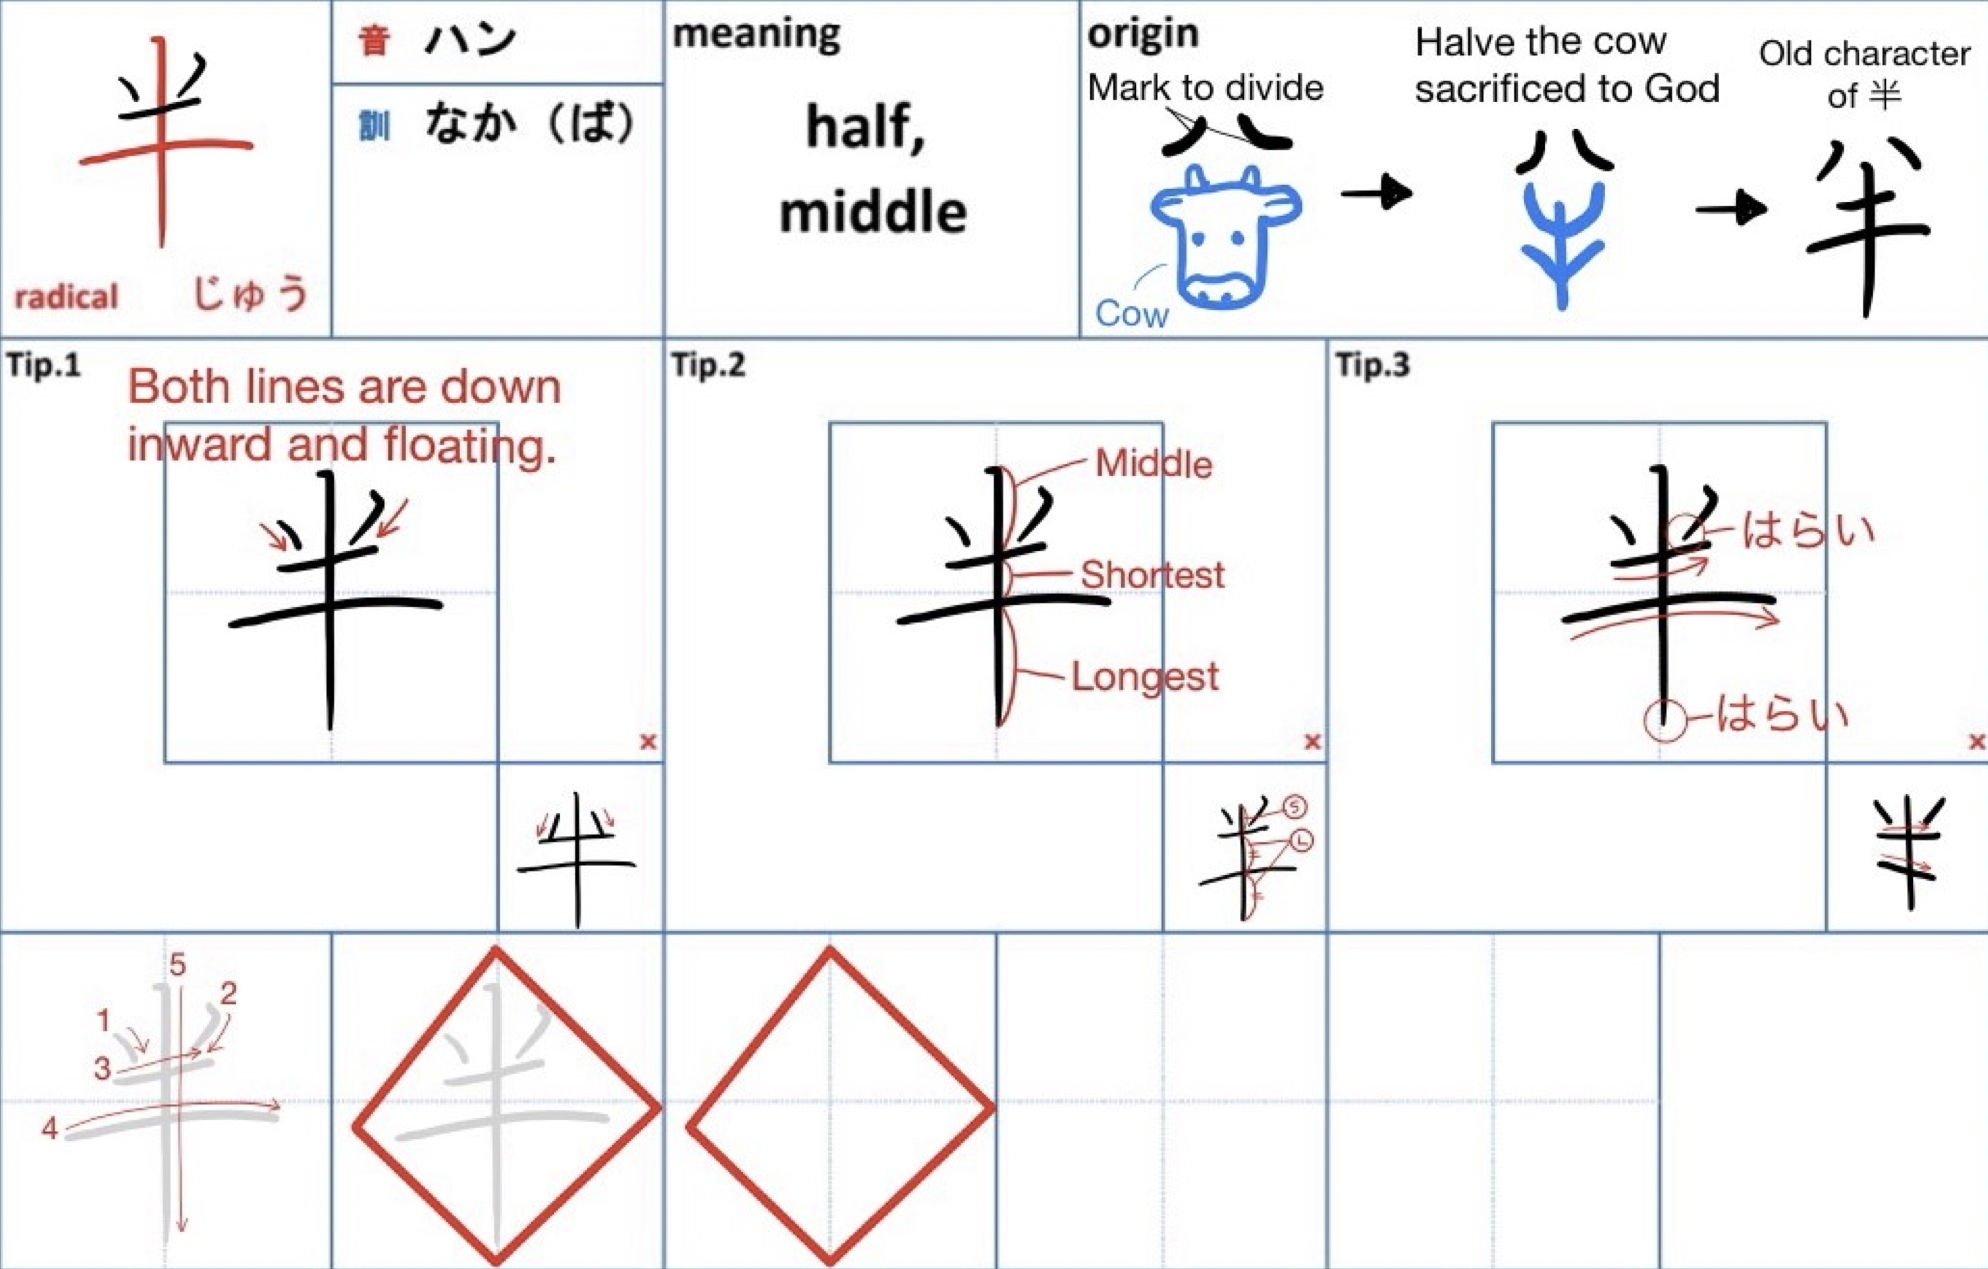 半
radical じゅう
音 ハン
訓 なか（ば）
meaning
half,
middle
origin
Mark to divide
Cow
Halve the cow
sacrificed to God
Old character
of 半
Tip.1
Both lines are down
inward and floating.
半
x
半
Tip.2
半
Middle
Shortest
Longest
x
半
S
L
Tip.3
半
はらい
はらい
x
半
1
2
3
4
5
半
半